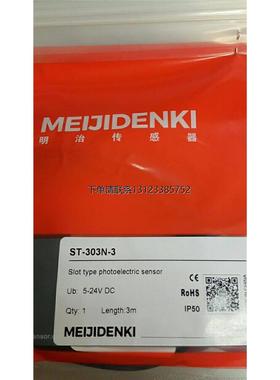 MEIJIDENKI
明治传感器
下单请联系13123385752
ST-303N-3
Slot type photoelectric sensor
Ub: 5-24V DC
RoHS
Qty: 1 Length:3m
IP50
MEIJIDENKI